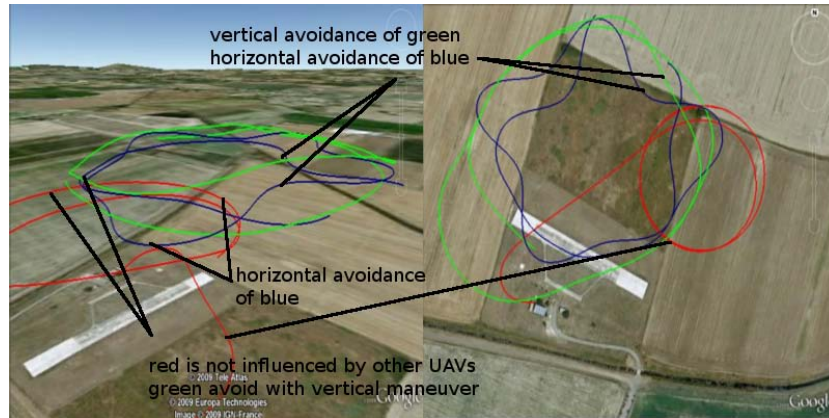 vertical avoidance of green
horizontal avoidance of blue
N
horizontal avoidance
of blue
red is not influenced by other UAVs
green avoid with vertical maneuver
© 2009 Tele Atlas
© 2009 Europa Technologies
Image © 2009 IGN-France
Google
Google